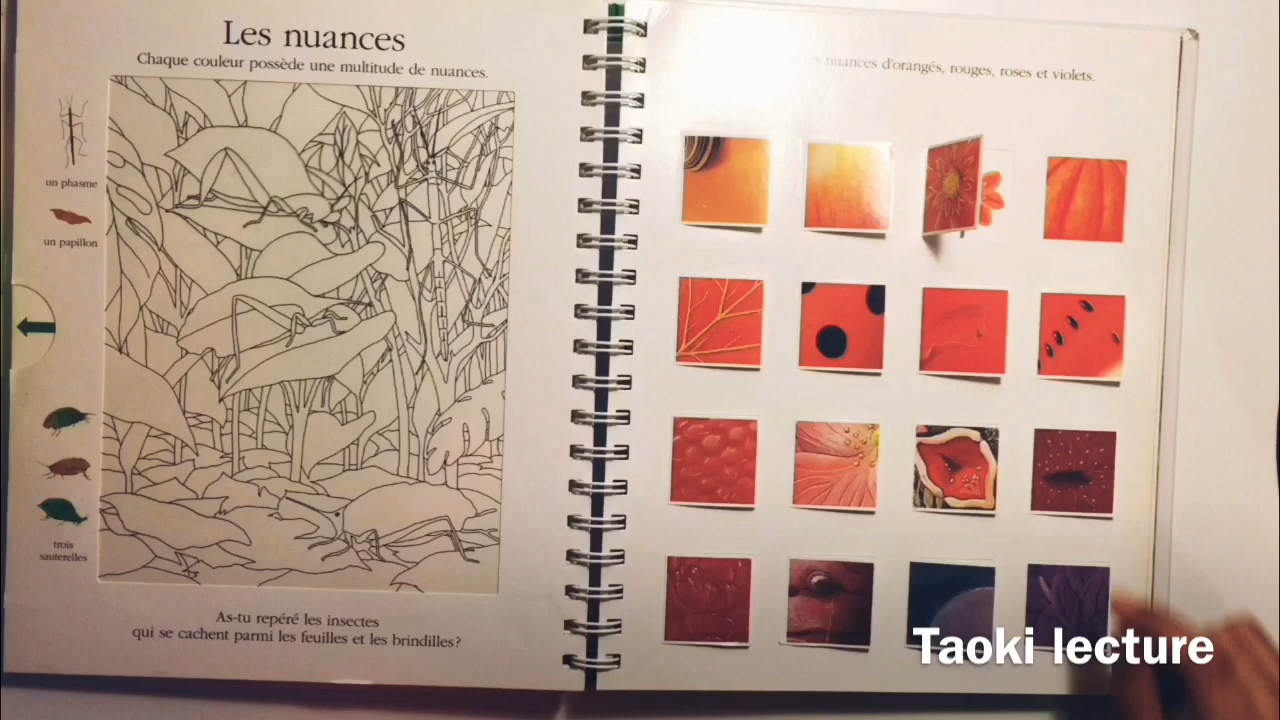 Les nuances
Chaque couleur possède une multitude de nuances.
un phasme
un papillon
trois
sauterelles
As-tu repéré les insectes
qui se cachent parmi les feuilles et les brindilles?
nuances d'orangés, rouges, roses et violets.
Taoki lecture